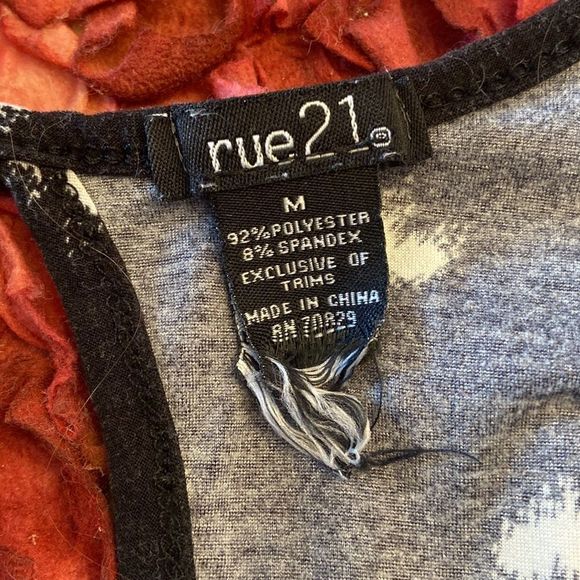 rue21®
M
92% POLYESTER
8% SPANDEX
EXCLUSIVE OF
TRIMS
MADE IN CHINA
RN 70829